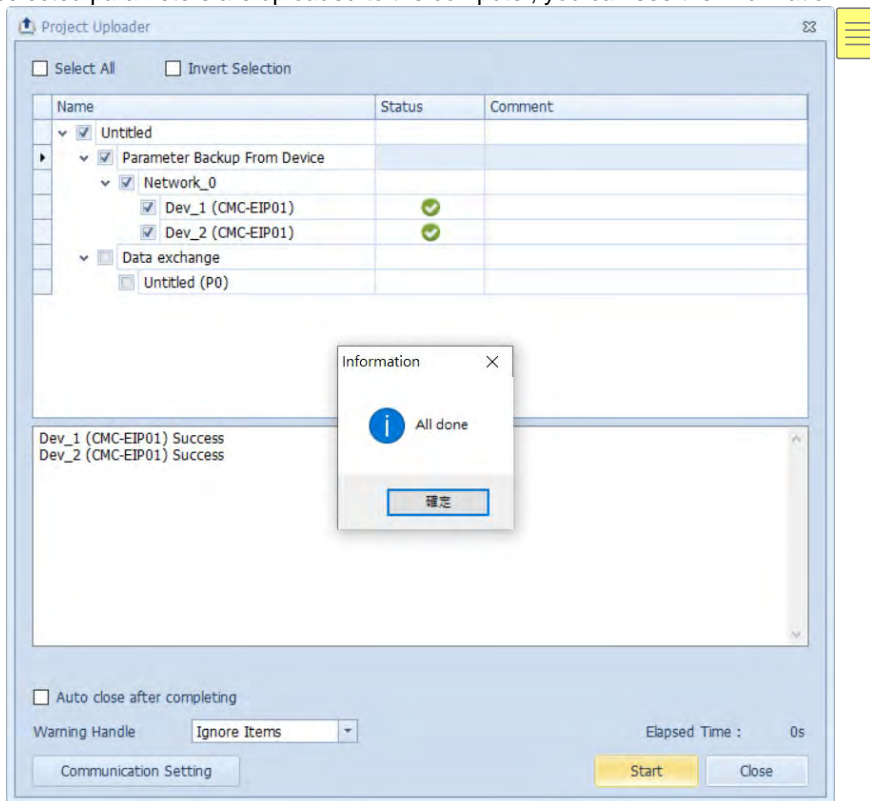 Project Uploader
Select All Invert Selection
Name Status Comment
Untitled
Parameter Backup From Device
Network_0
Dev_1 (CMC-EIP01)
Dev_2 (CMC-EIP01)
Data exchange
Untitled (P0)
Information
All done
確定
Dev_1 (CMC-EIP01) Success
Dev_2 (CMC-EIP01) Success
Auto close after completing
Warning Handle Ignore Items Elapsed Time : 0s
Communication Setting Start Close